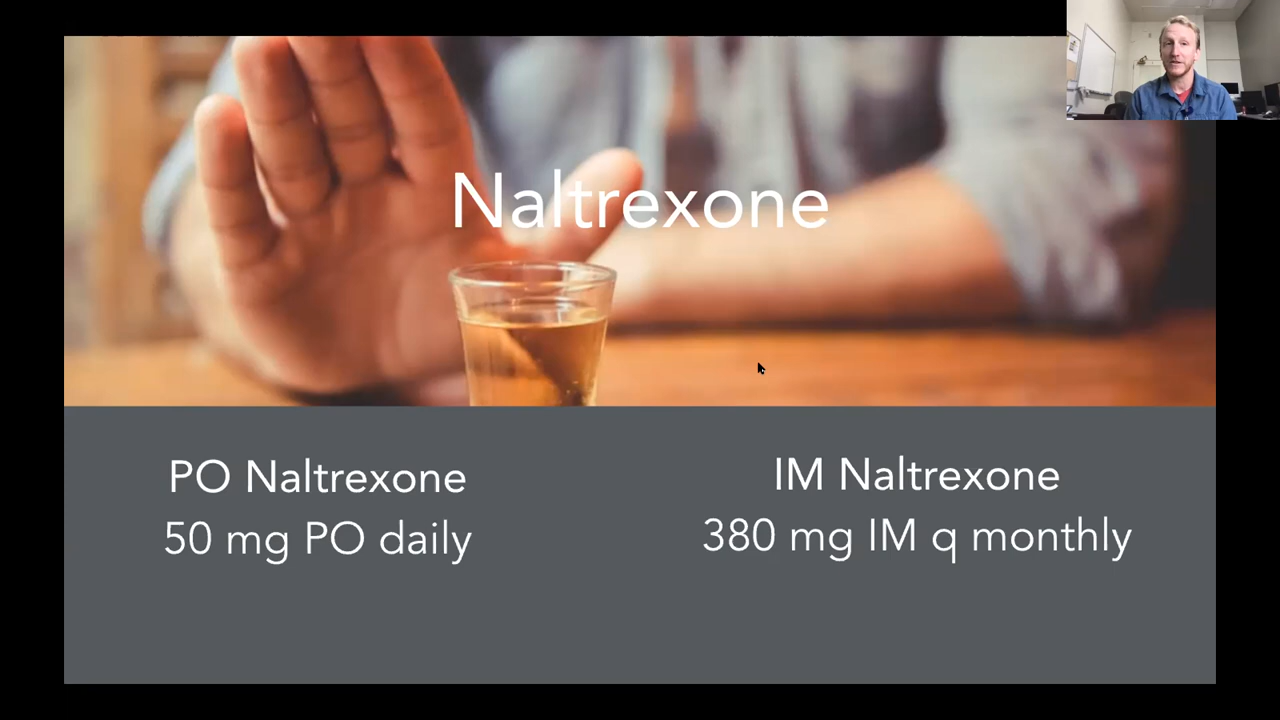 Naltrexone
PO Naltrexone
50 mg PO daily
IM Naltrexone
380 mg IM q monthly